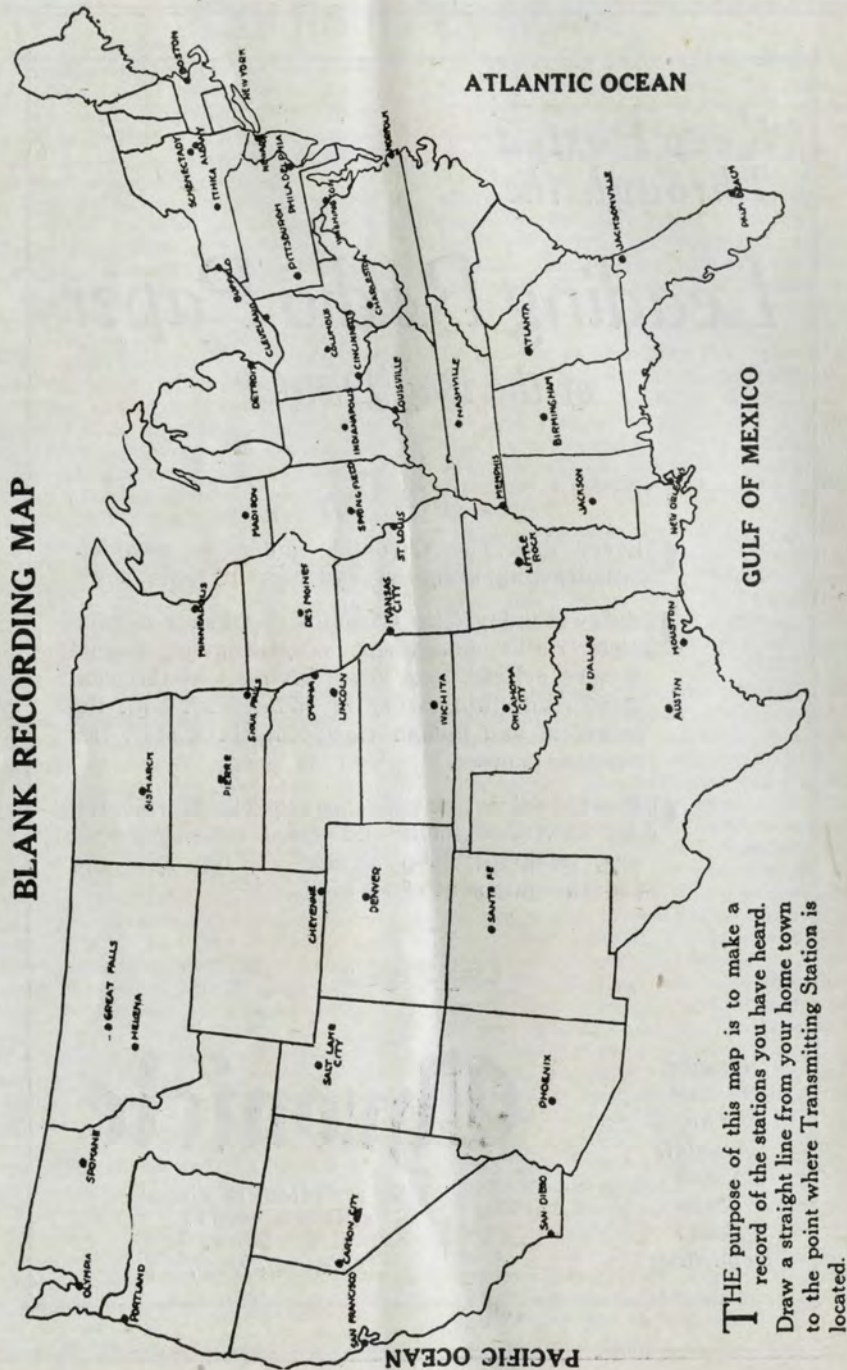 BLANK RECORDING MAP
OLYMPIA
SPOKANE
PORTLAND
GREAT FALLS
HELENA
BISMARCK
MINNEAPOLIS
PIERRE
SIOUX FALLS
MADISON
DETROIT
BUFFALO
SCHENECTADY
ALBANY
ITHICA
BOSTON
NEW YORK
NEWARK
PHILADELPHIA
PITTSBURGH
CLEVELAND
WASHINGTON
CHEYENNE
OMAHA
LINCOLN
DES MOINES
SPRINGFIELD
INDIANAPOLIS
COLUMBUS
CINCINNATI
CHARLESTON
NORFOLK
CARSON CITY
SAN FRANCISCO
SALT LAKE
CITY
DENVER
KANSAS
CITY
ST LOUIS
LOUISVILLE
WICHITA
NASHVILLE
SANTE FE
OKLAHOMA
CITY
MEMPHIS
LITTLE
ROCK
ATLANTA
BIRMINGHAM
PHOENIX
SAN DIEGO
DALLAS
JACKSON
JACKSONVILLE
AUSTIN
HOUSTON
NEW ORLEANS
PALM BEACH
PACIFIC OCEAN
ATLANTIC OCEAN
GULF OF MEXICO
THE purpose of this map is to make a
record of the stations you have heard.
Draw a straight line from your home town
to the point where Transmitting Station is
located.